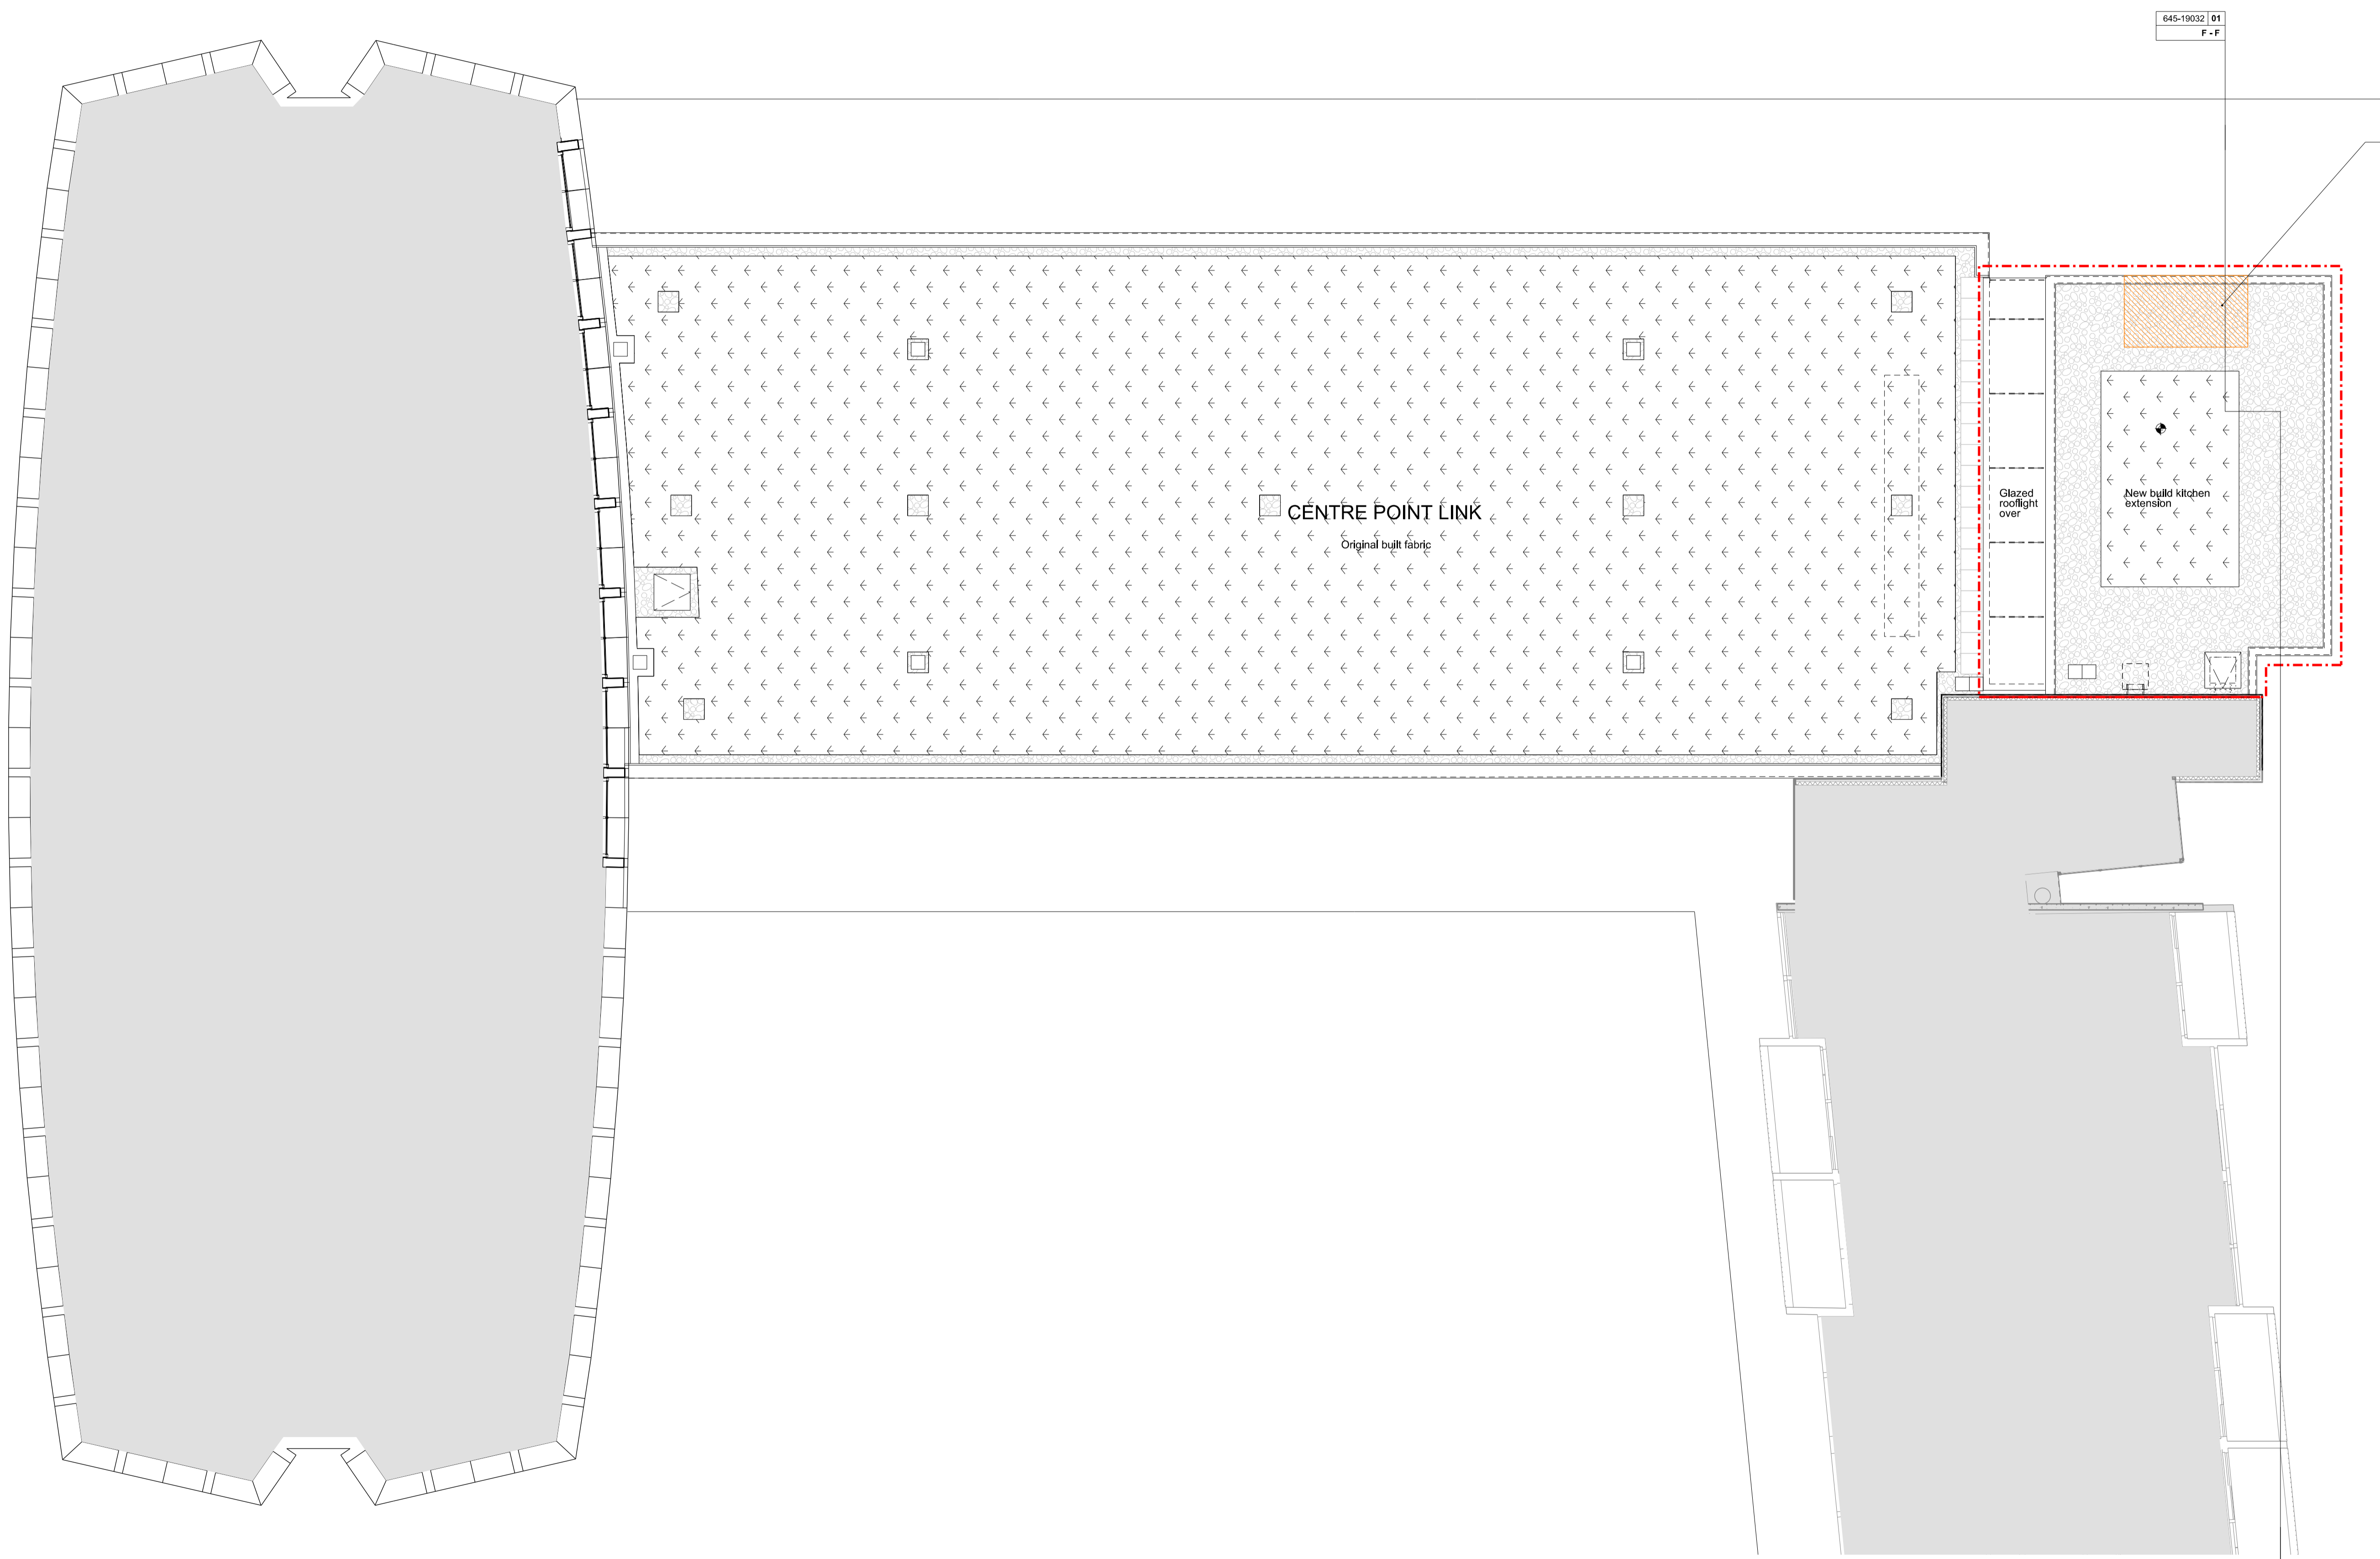 645-19032 01
F - F
CENTRE POINT LINK
Original built fabric
Glazed
rooflight
over
New build kitchen
extension